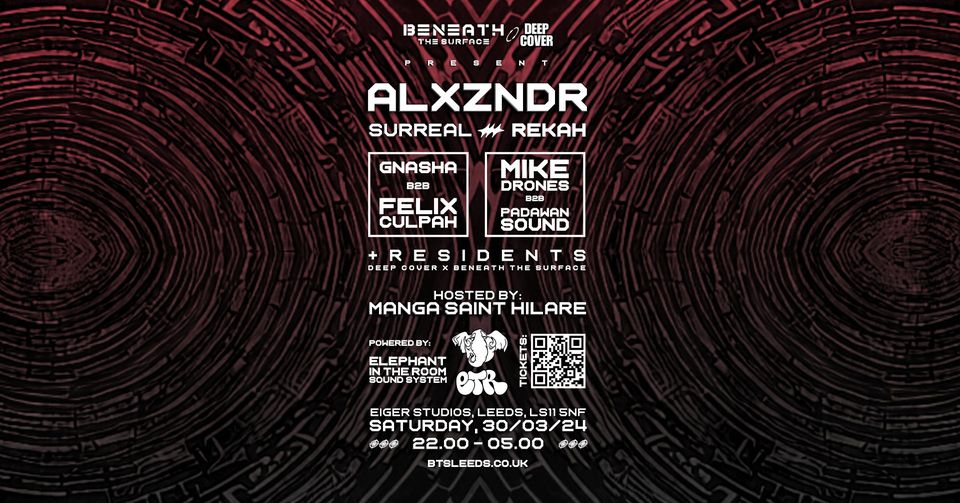 BENEATH
THE SURFACE
DEEP
COVER
PRESENT
ALXZNDR
SURREAL REKAH
GNASHA
B2B
FELIX
CULPAH
MIKE
DRONES
B2B
PADAWAN
SOUND
+RESIDENTS
DEEP COVER X BENEATH THE SURFACE
HOSTED BY:
MANGA SAINT HILARE
POWERED BY:
ELEPHANT
IN THE ROOM
SOUND SYSTEM
eTR
TICKETS:
EIGER STUDIOS, LEEDS, LS11 5NF
SATURDAY, 30/03/24
22.00 - 05.00
BTSLEEDS.CO.UK